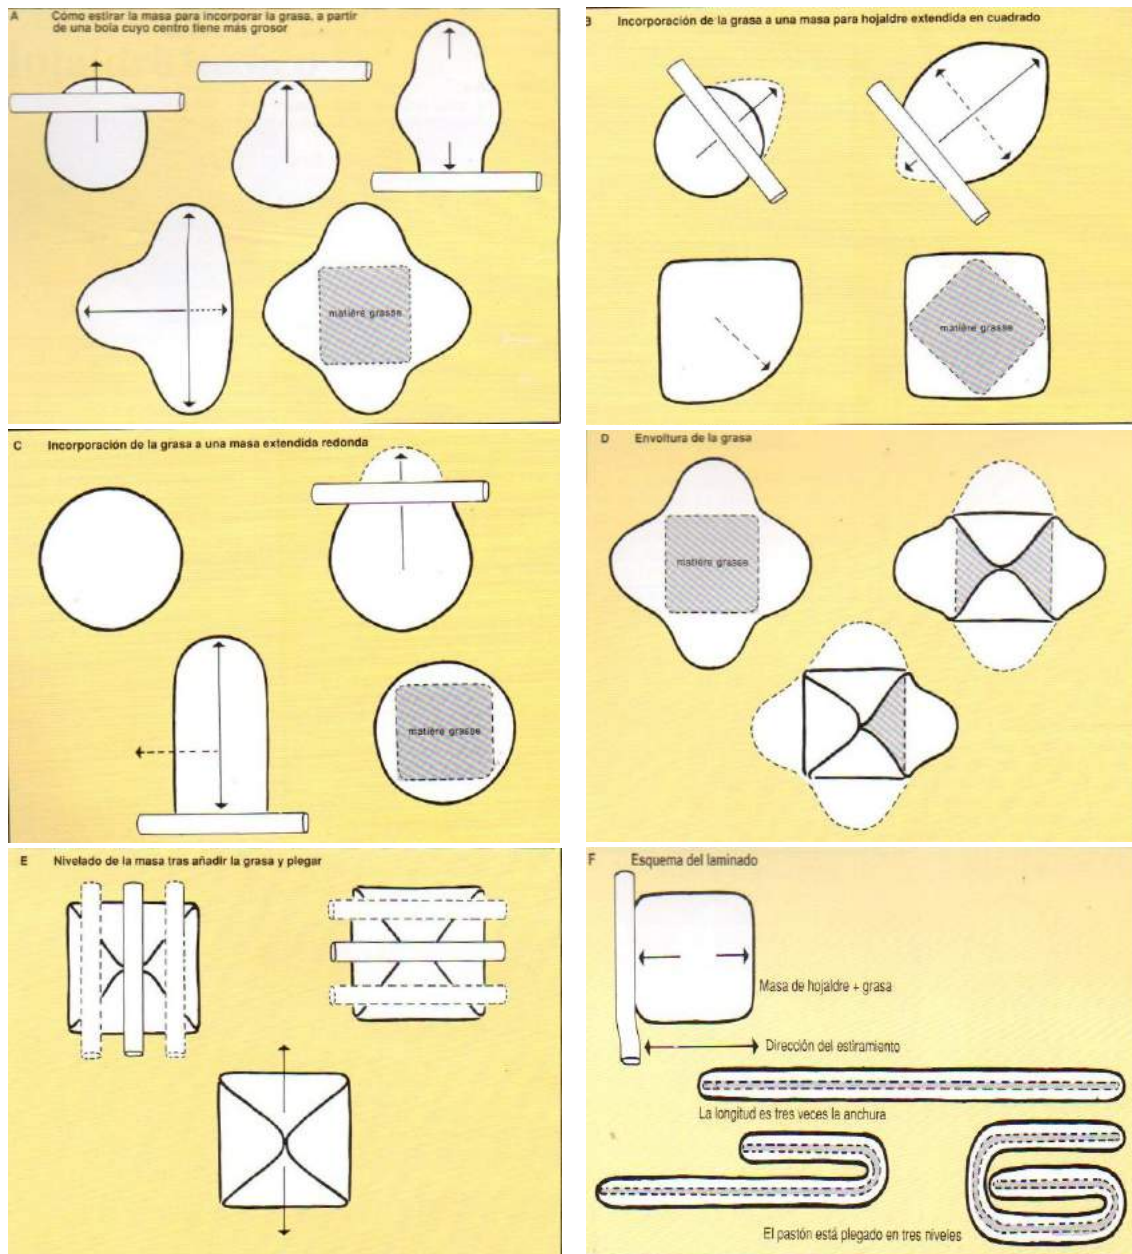 A Cómo estirar la masa para incorporar la grasa, a partir
de una bola cuyo centro tiene más grosor
matière grasse
B Incorporación de la grasa a una masa para hojaldre extendida en cuadrado
matière grasse
C Incorporación de la grasa a una masa extendida redonda
matière grasse
D Envoltura de la grasa
matière grasse
E Nivelado de la masa tras añadir la grasa y plegar
F Esquema del laminado
Masa de hojaldre + grasa
Dirección del estiramiento
La longitud es tres veces la anchura
El pastón está plegado en tres niveles